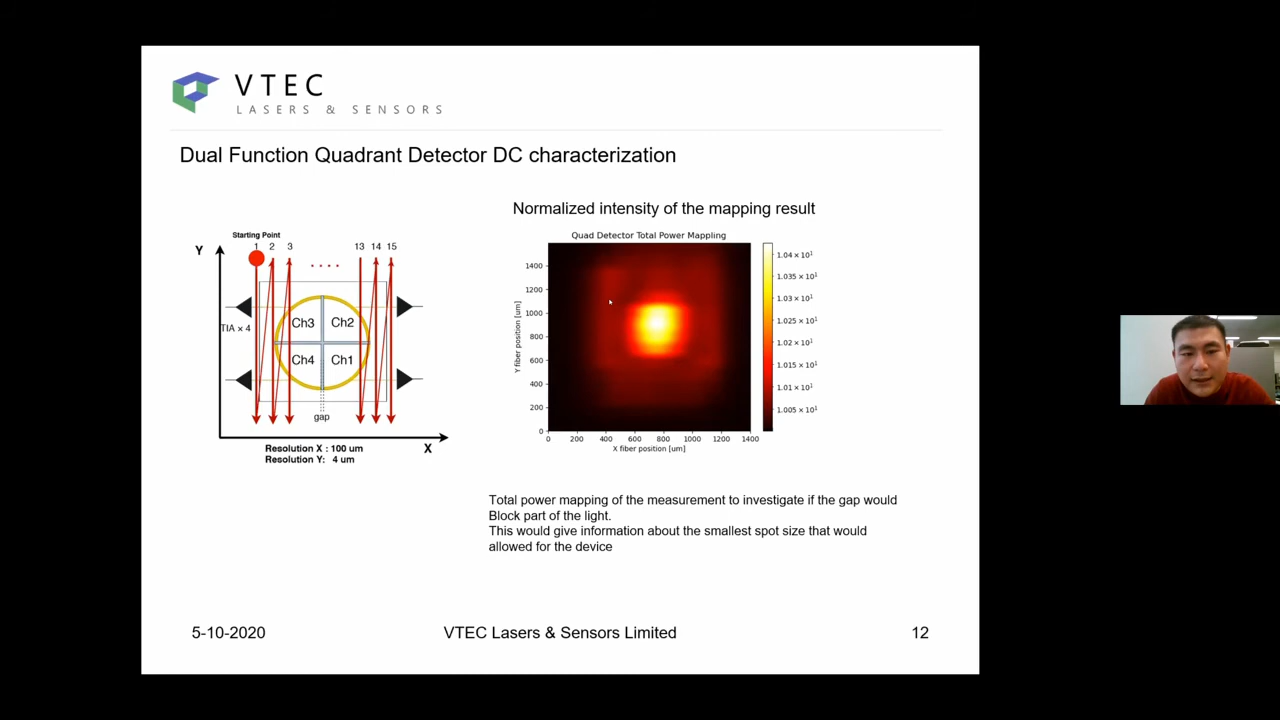 VTEC
LASERS & SENSORS
Dual Function Quadrant Detector DC characterization
Starting Point
Y
1 2 3 .... 13 14 15
TIA × 4
Ch3 Ch2
Ch4 Ch1
gap
X
Resolution X : 100 um
Resolution Y: 4 um
Normalized intensity of the mapping result
Quad Detector Total Power Mappling
Y fiber position [um]
1400
1200
1000
800
600
400
200
0
0 200 400 600 800 1000 1200 1400
X fiber position [um]
1.04 × 10¹
1.035 × 10¹
1.03 × 10¹
1.025 × 10¹
1.02 × 10¹
1.015 × 10¹
1.01 × 10¹
1.005 × 10¹
Total power mapping of the measurement to investigate if the gap would
Block part of the light.
This would give information about the smallest spot size that would
allowed for the device
5-10-2020
VTEC Lasers & Sensors Limited
12